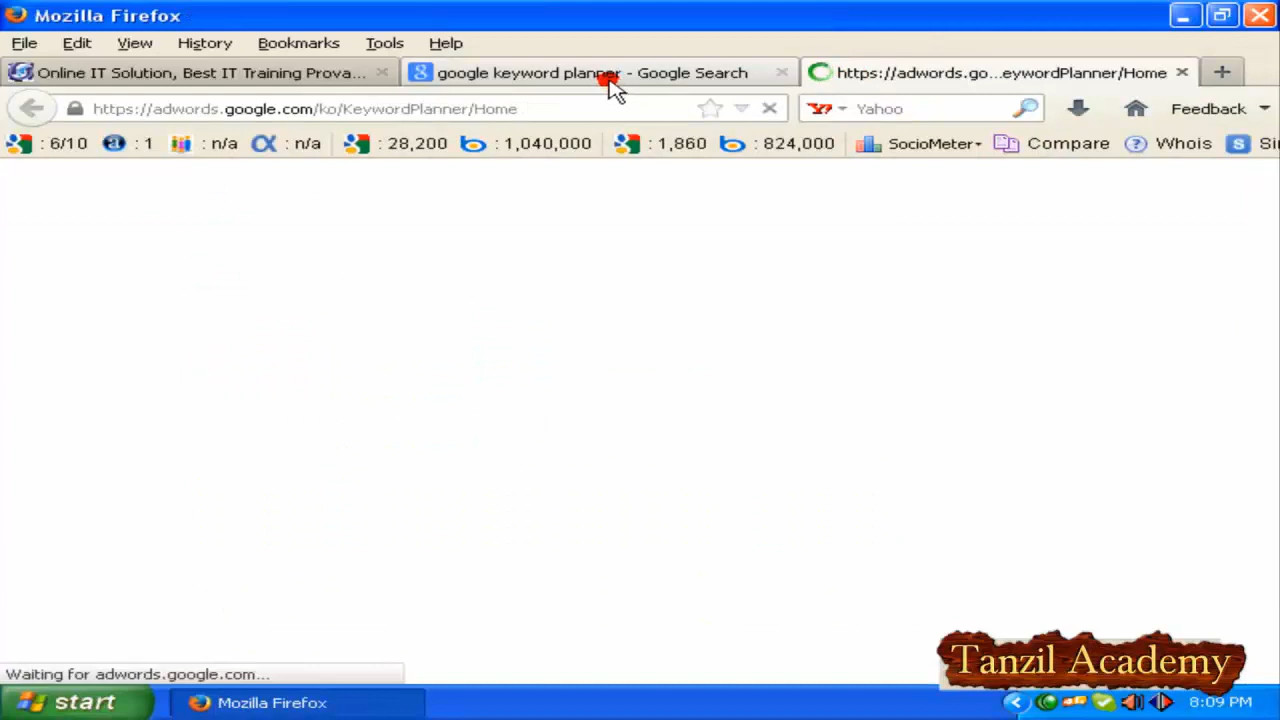 Mozilla Firefox
File Edit View History Bookmarks Tools Help
Online IT Solution, Best IT Training Prova...
google keyword planner - Google Search
https://adwords.go...eywordPlanner/Home
https://adwords.google.com/ko/KeywordPlanner/Home
Yahoo
Feedback
: 6/10 : 1 : n/a : n/a : 28,200 : 1,040,000 : 1,860 : 824,000 SocioMeter Compare Whois Si
Waiting for adwords.google.com...
Tanzil Academy
start
Mozilla Firefox
8:09 PM